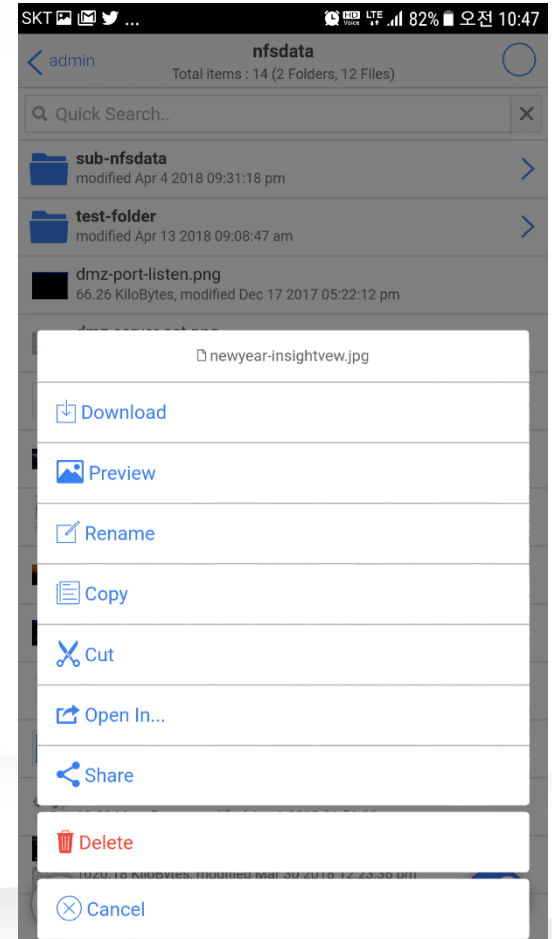 SKT ... HD Voice LTE 82% 오전 10:47
admin
nfsdata
Total items : 14 (2 Folders, 12 Files)
Quick Search..
sub-nfsdata
modified Apr 4 2018 09:31:18 pm
test-folder
modified Apr 13 2018 09:08:47 am
dmz-port-listen.png
66.26 KiloBytes, modified Dec 17 2017 05:22:12 pm
newyear-insightvew.jpg
Download
Preview
Rename
Copy
Cut
Open In...
Share
Delete
1020.18 KiloBytes, modified Mar 30 2018 12:23:36 pm
Cancel